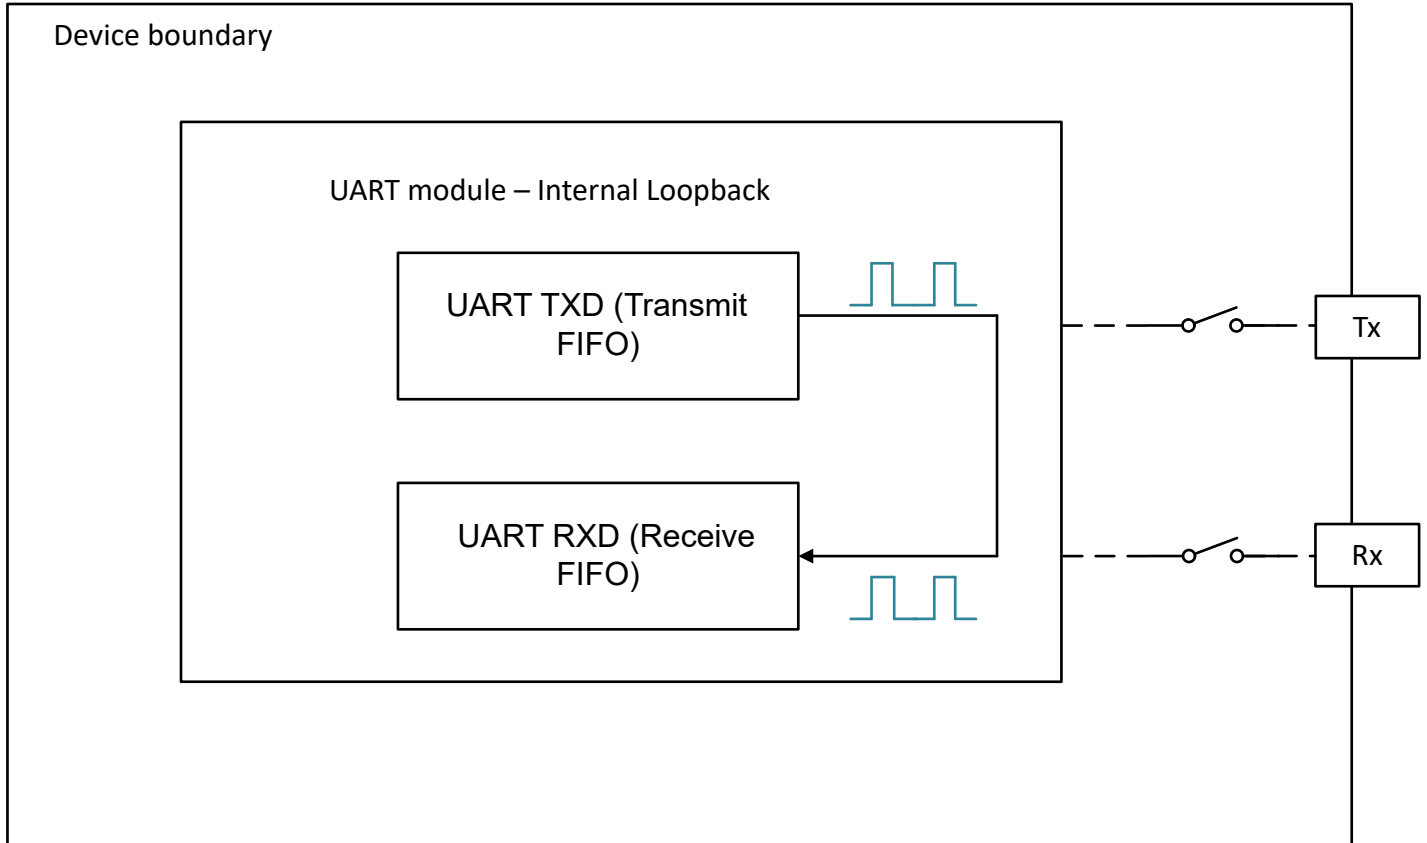 Device boundary
UART module – Internal Loopback
UART TXD (Transmit
FIFO)
Tx
UART RXD (Receive
FIFO)
Rx